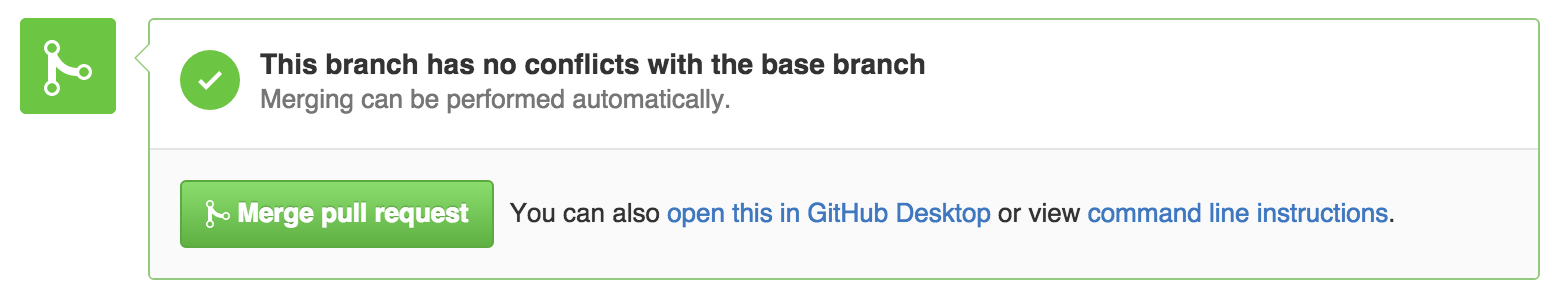 This branch has no conflicts with the base branch
Merging can be performed automatically.
Merge pull request You can also open this in GitHub Desktop or view command line instructions.